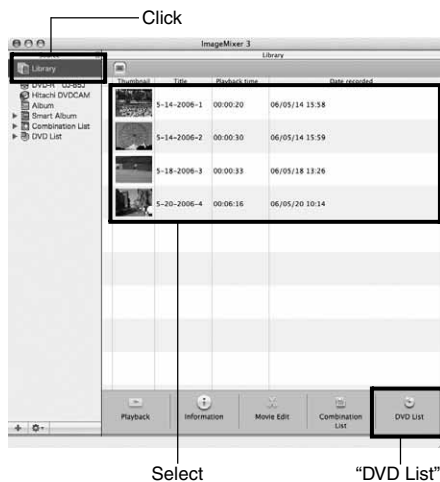 Click
ImageMixer 3
Library
Library
Thumbnail Title Playback time Date recorded
DVD-R UJ-85J
Hitachi DVDCAM
Album
Smart Album
Combination List
DVD List
5-14-2006-1 00:00:20 06/05/14 15:58
5-14-2006-2 00:00:30 06/05/14 15:59
5-18-2006-3 00:00:33 06/05/18 13:26
5-20-2006-4 00:06:16 06/05/20 10:14
Playback Information Movie Edit Combination List DVD List
Select "DVD List"